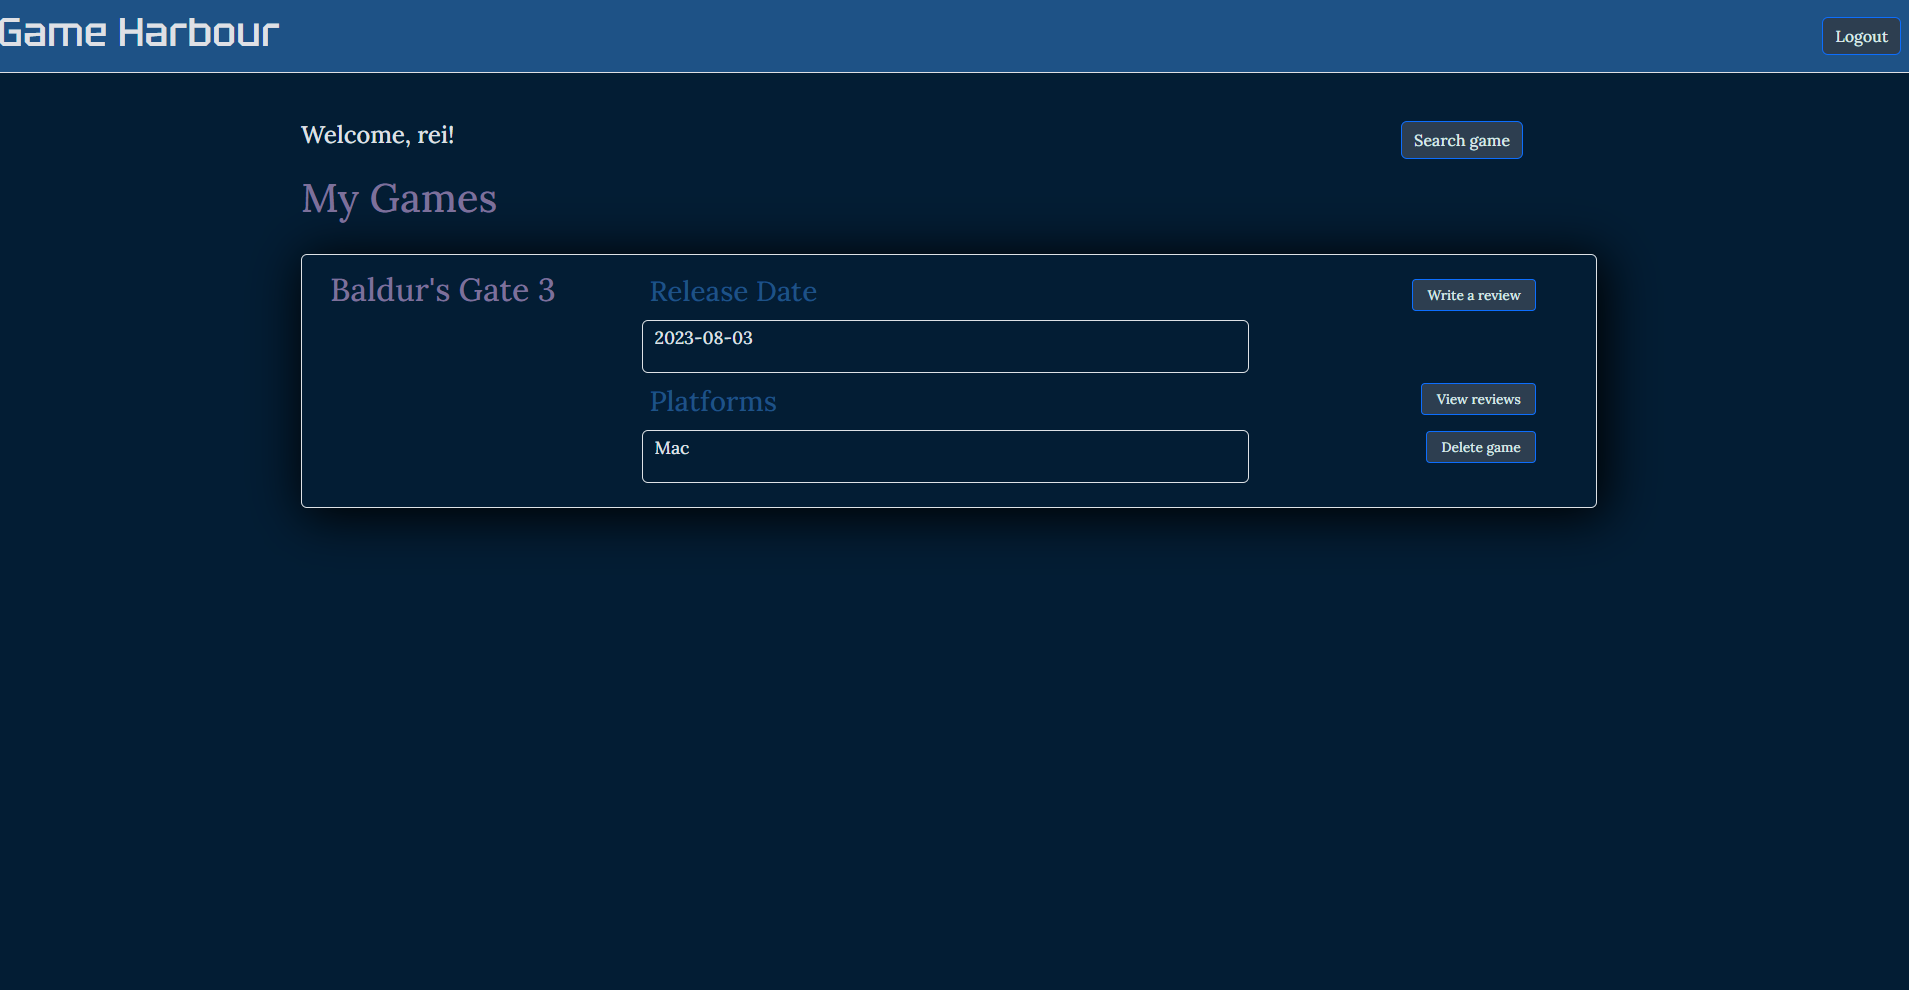 Game Harbour
Logout
Welcome, rei!
Search game
My Games
Baldur's Gate 3
Release Date
Write a review
2023-08-03
Platforms
View reviews
Mac
Delete game